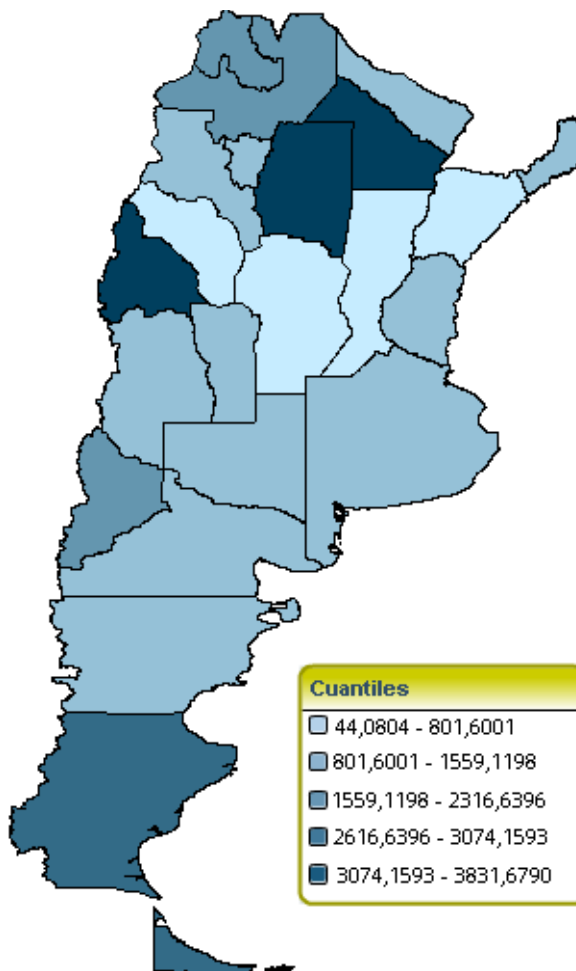 Cuantiles
44,0804 - 801,6001
801,6001 - 1559,1198
1559,1198 - 2316,6396
2616,6396 - 3074,1593
3074,1593 - 3831,6790